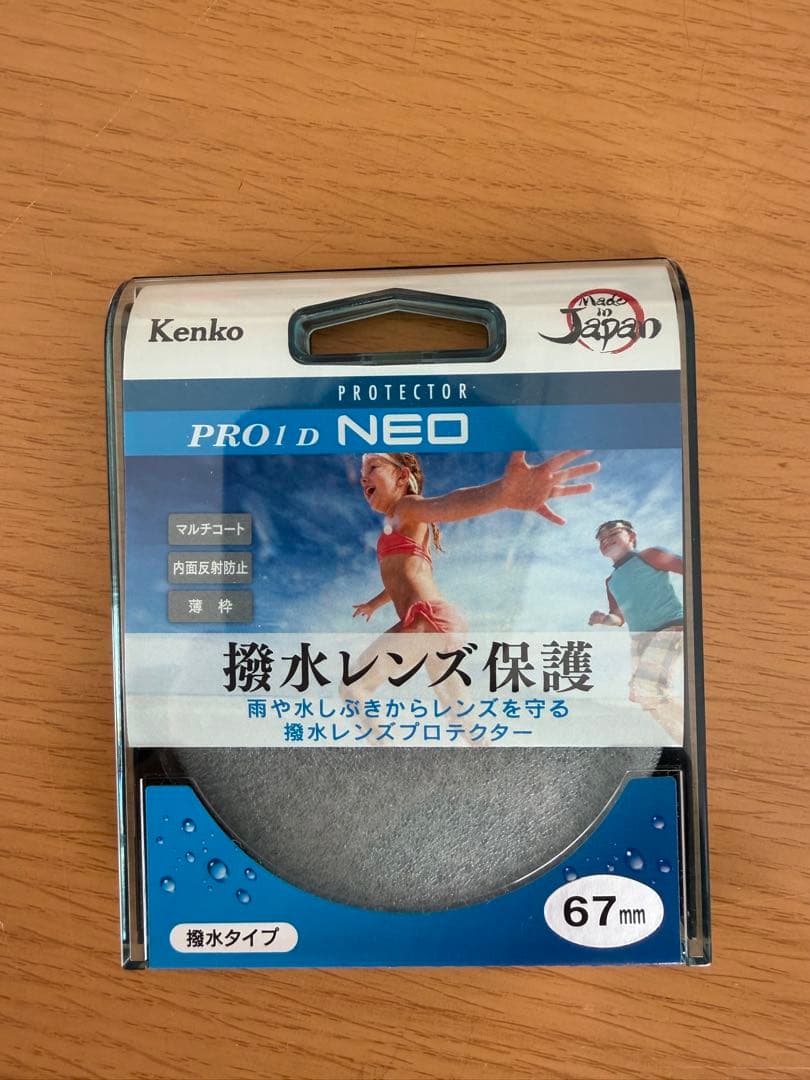 Kenko
Made
in
Japan
PROTECTOR
PRO1 D NEO
マルチコート
内面反射防止
薄枠
撥水レンズ保護
雨や水しぶきからレンズを守る
撥水レンズプロテクター
67mm
撥水タイプ